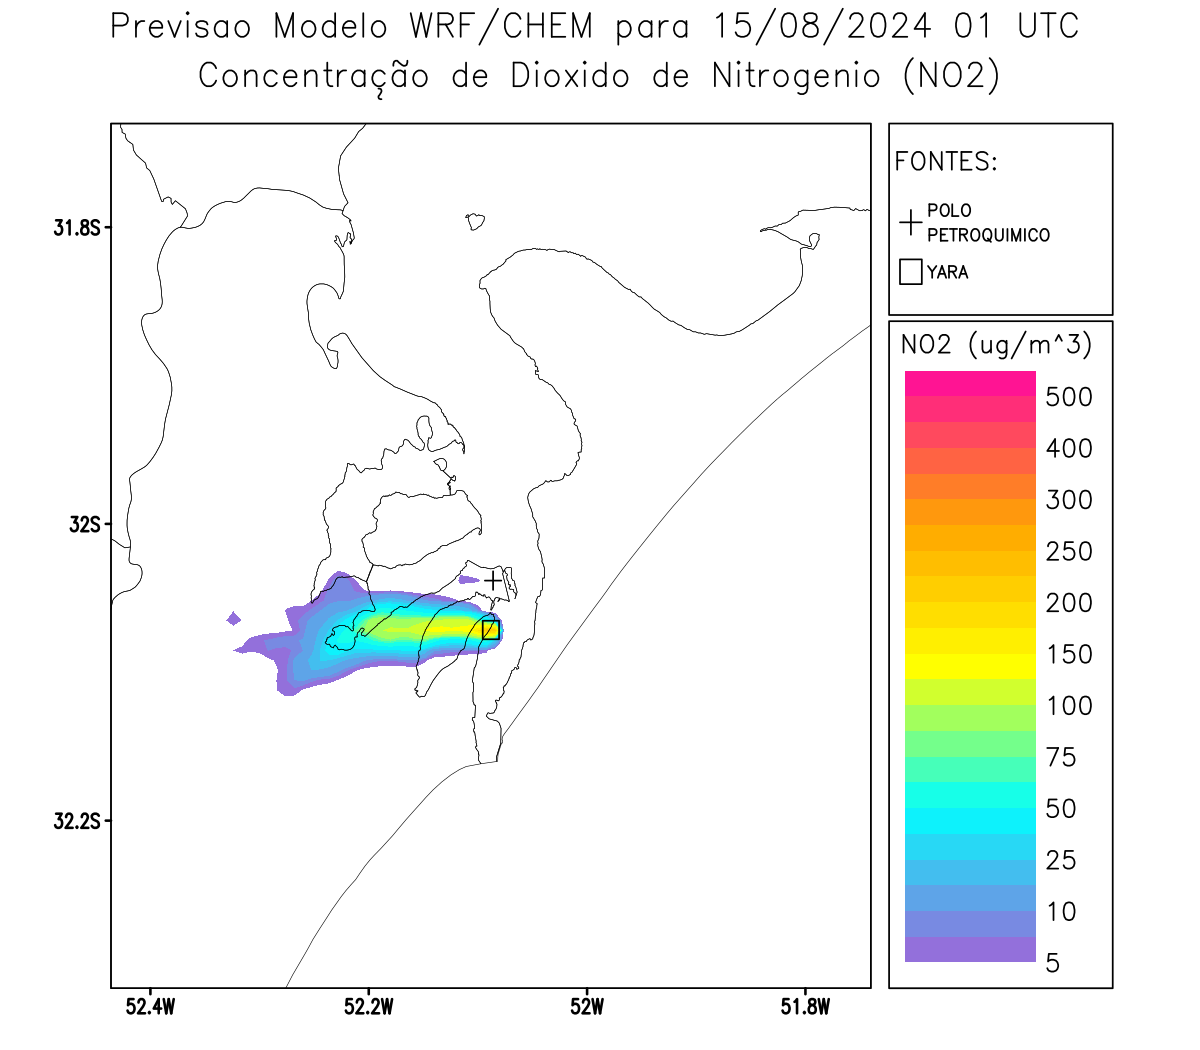 Previsao Modelo WRF/CHEM para 15/08/2024 01 UTC
Concentração de Dioxido de Nitrogenio (NO2)
FONTES:
POLO
PETROQUIMICO
YARA
NO2 (ug/m^3)
500
400
300
250
200
150
100
75
50
25
10
5
31.8S
32S
32.2S
52.4W
52.2W
52W
51.8W